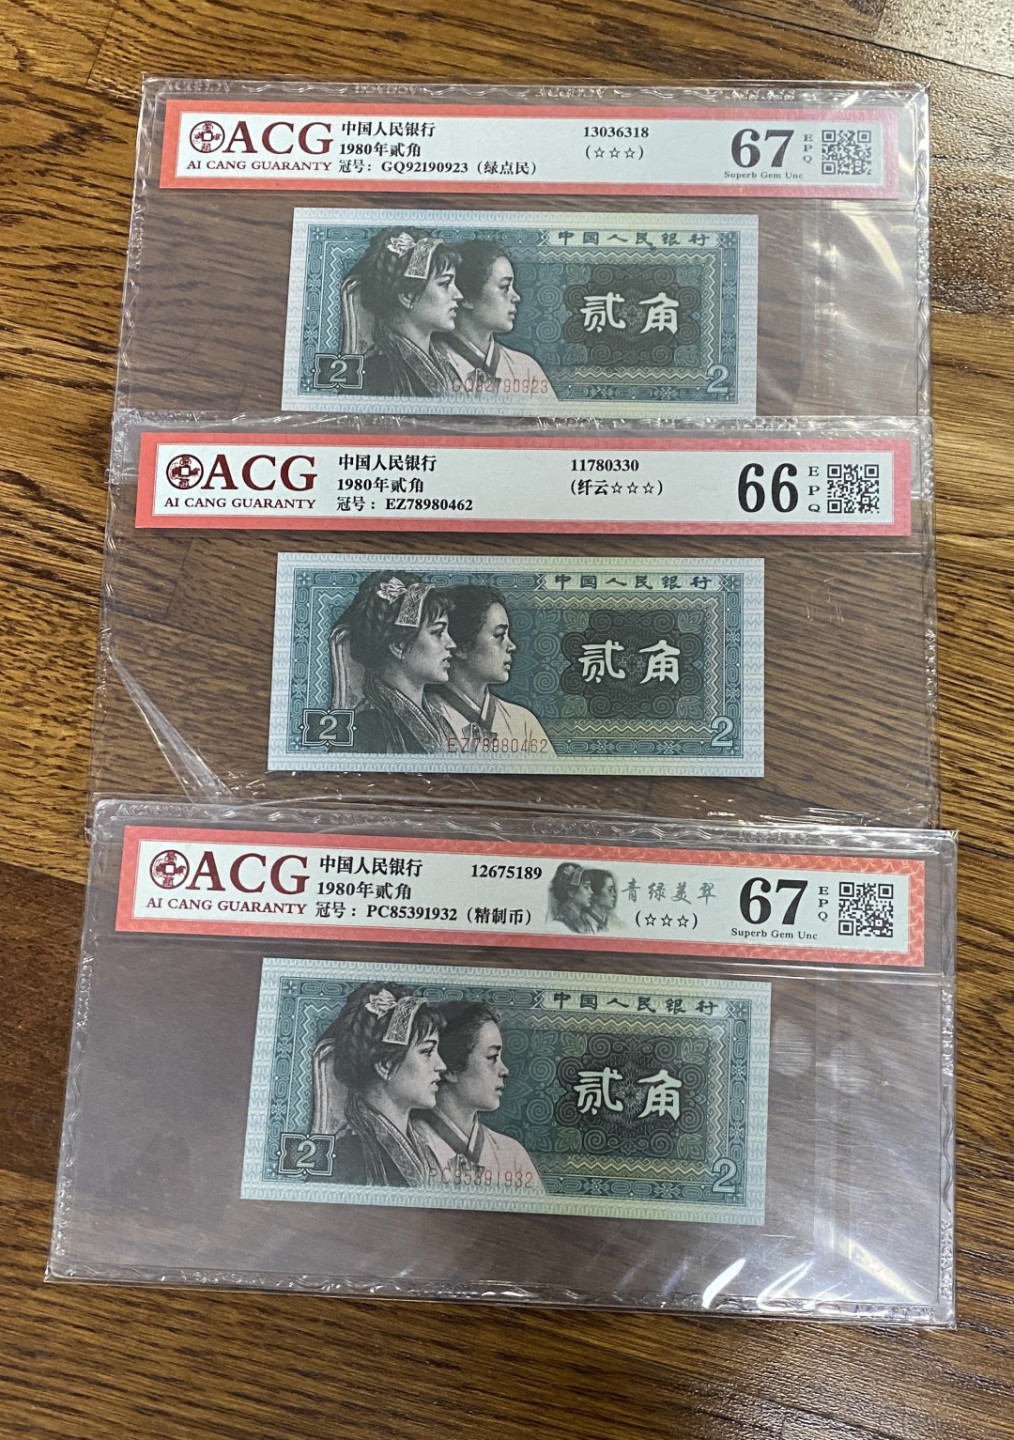 ACG
AI CANG GUARANTY
中国人民银行
1980年贰角
冠号：GQ92190923（绿点民）
13036318
(☆☆☆)
67
EPQ
Superb Gem Unc
中国人民银行
贰角
2
2
GQ92790923
ACG
AI CANG GUARANTY
中国人民银行
1980年贰角
冠号：EZ78980462
11780330
(纤云☆☆☆)
66
EPQ
中国人民银行
贰角
2
2
EZ78980462
ACG
AI CANG GUARANTY
中国人民银行
1980年贰角
冠号：PC85391932（精制币）
12675189
青绿美翠
(☆☆☆)
67
EPQ
Superb Gem Unc
中国人民银行
贰角
2
2
PC85391932